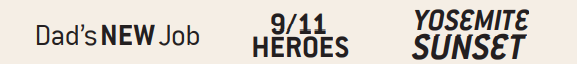 Dad's NEW Job
9/11
HEROES
YOSEMITE
SUNSET